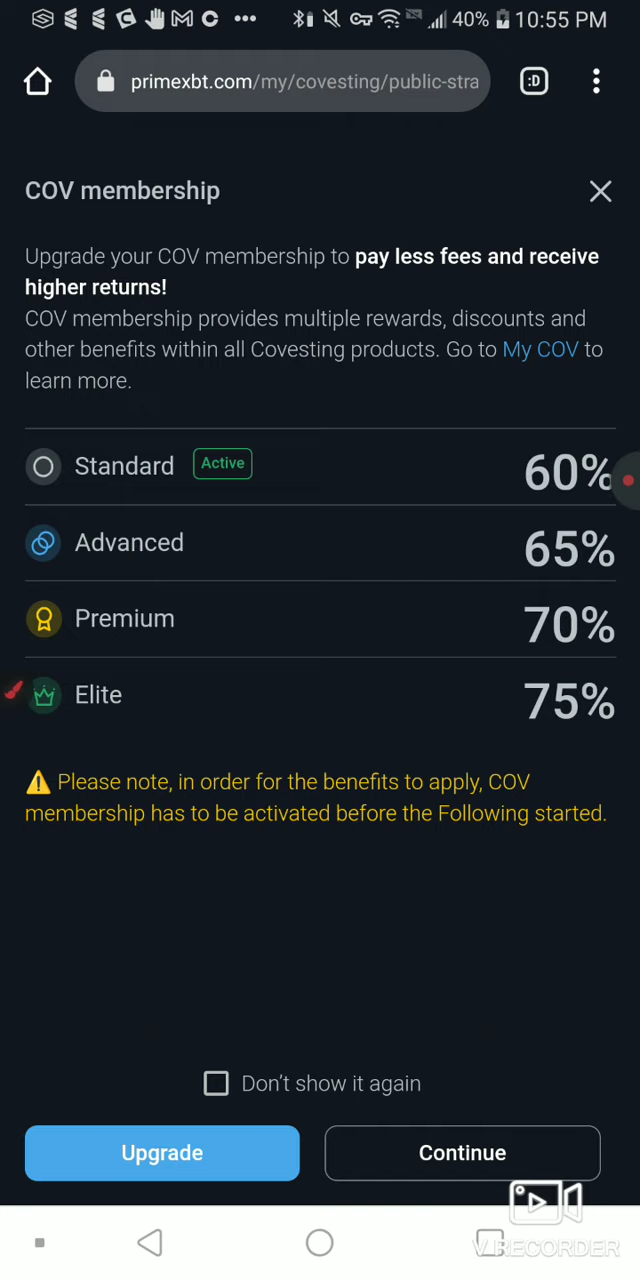 40% 10:55 PM
primexbt.com/my/covesting/public-stra
:D
COV membership
Upgrade your COV membership to pay less fees and receive
higher returns!
COV membership provides multiple rewards, discounts and
other benefits within all Covesting products. Go to My COV to
learn more.
Standard Active 60%
Advanced 65%
Premium 70%
Elite 75%
Please note, in order for the benefits to apply, COV
membership has to be activated before the Following started.
Don't show it again
Upgrade Continue
V RECORDER